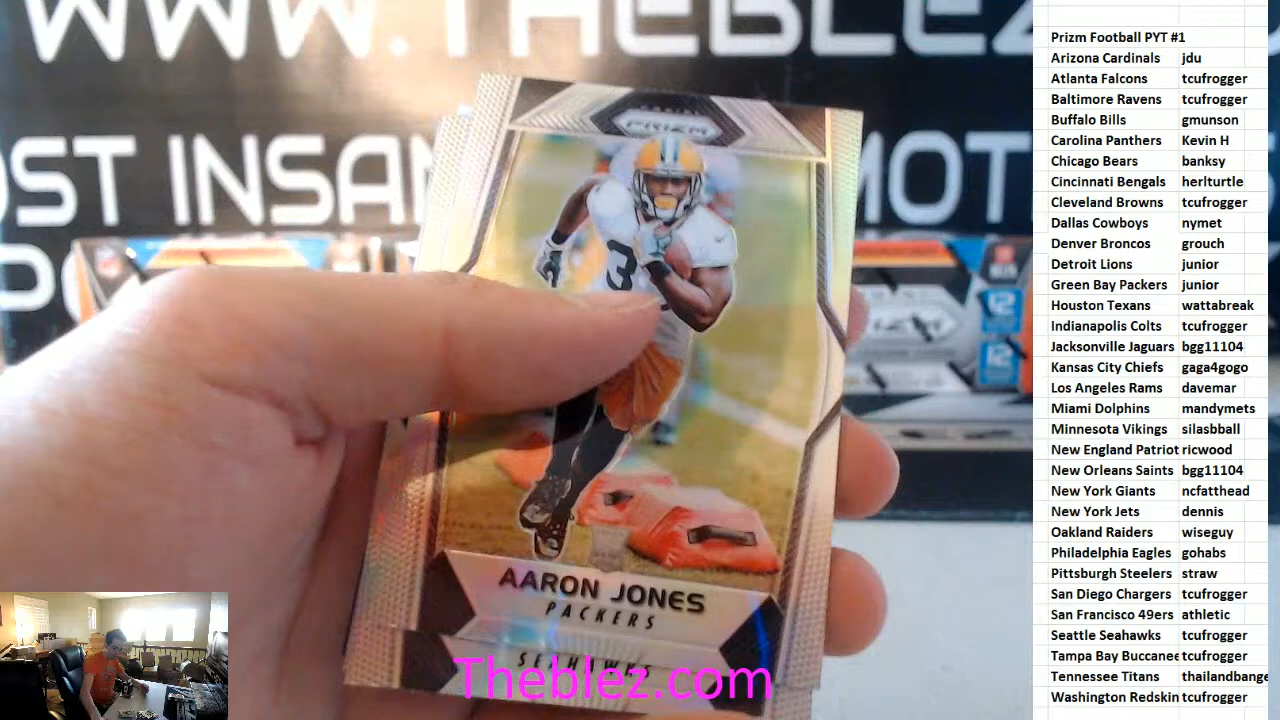 WWW.THEBLEZ
OST INSAN MOT
PRIZM
3
AARON JONES
PACKERS
SEAHAWKS
Theblez.com
12
12
Prizm Football PYT #1
Arizona Cardinals jdu
Atlanta Falcons tcufrogger
Baltimore Ravens tcufrogger
Buffalo Bills gmunson
Carolina Panthers Kevin H
Chicago Bears banksy
Cincinnati Bengals herlturtle
Cleveland Browns tcufrogger
Dallas Cowboys nymet
Denver Broncos grouch
Detroit Lions junior
Green Bay Packers junior
Houston Texans wattabreak
Indianapolis Colts tcufrogger
Jacksonville Jaguars bgg11104
Kansas City Chiefs gaga4gogo
Los Angeles Rams davemar
Miami Dolphins mandymets
Minnesota Vikings silasbball
New England Patriot ricwood
New Orleans Saints bgg11104
New York Giants ncfatthead
New York Jets dennis
Oakland Raiders wiseguy
Philadelphia Eagles gohabs
Pittsburgh Steelers straw
San Diego Chargers tcufrogger
San Francisco 49ers athletic
Seattle Seahawks tcufrogger
Tampa Bay Buccanee tcufrogger
Tennessee Titans thailandbange
Washington Redskin tcufrogger